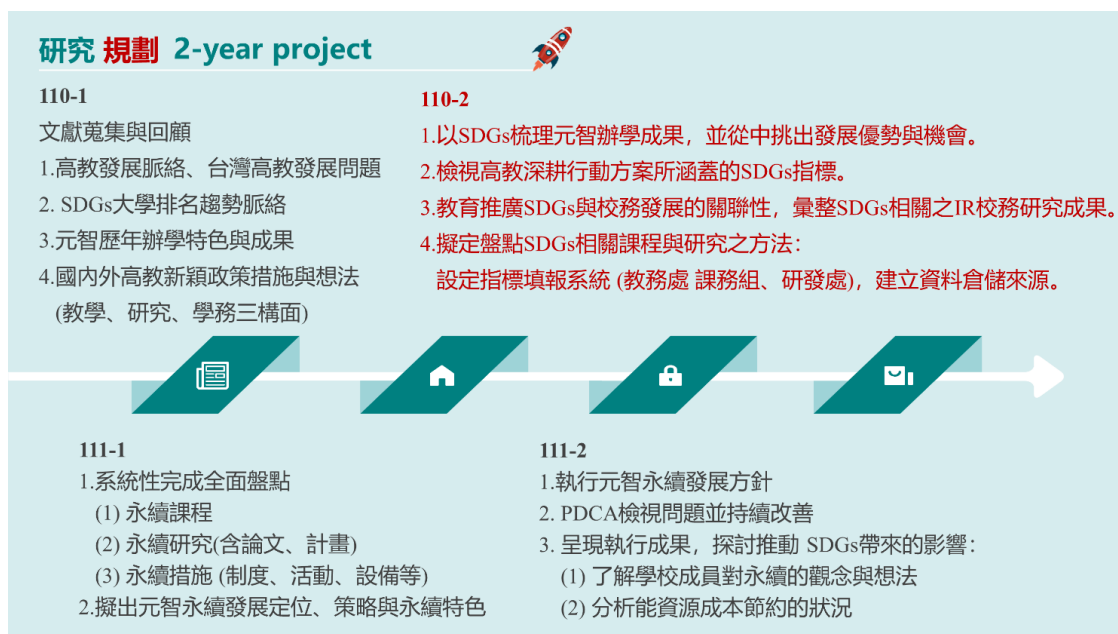 研究 規劃 2-year project
110-1
文獻蒐集與回顧
1.高教發展脈絡、台灣高教發展問題
2. SDGs大學排名趨勢脈絡
3.元智歷年辦學特色與成果
4.國內外高教新穎政策措施與想法
(教學、研究、學務三構面)
110-2
1.以SDGs梳理元智辦學成果，並從中挑出發展優勢與機會。
2.檢視高教深耕行動方案所涵蓋的SDGs指標。
3.教育推廣SDGs與校務發展的關聯性，彙整SDGs相關之IR校務研究成果。
4.擬定盤點SDGs相關課程與研究之方法：
設定指標填報系統 (教務處 課務組、研發處)，建立資料倉儲來源。
111-1
1.系統性完成全面盤點
(1) 永續課程
(2) 永續研究(含論文、計畫)
(3) 永續措施 (制度、活動、設備等)
2.擬出元智永續發展定位、策略與永續特色
111-2
1.執行元智永續發展方針
2. PDCA檢視問題並持續改善
3. 呈現執行成果，探討推動 SDGs帶來的影響：
(1) 了解學校成員對永續的觀念與想法
(2) 分析能資源成本節約的狀況